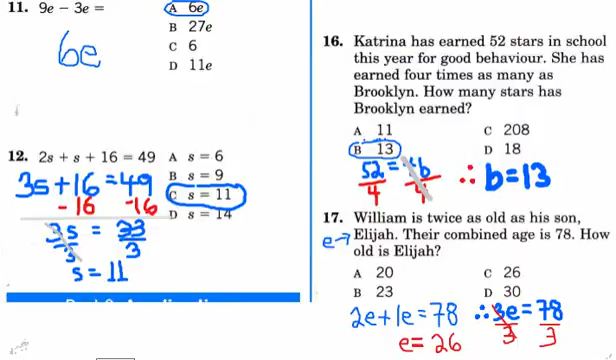 11. 9e − 3e =
A 6e
B 27e
C 6
D 11e
6e
12. 2s + s + 16 = 49
A s = 6
B s = 9
C s = 11
D s = 14
3s + 16 = 49
-16 -16
3s/3 = 33/3
s = 11
16. Katrina has earned 52 stars in school
this year for good behaviour. She has
earned four times as many as
Brooklyn. How many stars has
Brooklyn earned?
A 11 C 208
B 13 D 18
52/4 = 4b/4 ∴ b = 13
17. William is twice as old as his son,
e→ Elijah. Their combined age is 78. How
old is Elijah?
A 20 C 26
B 23 D 30
2e + 1e = 78 ∴ 3e/3 = 78/3
e = 26